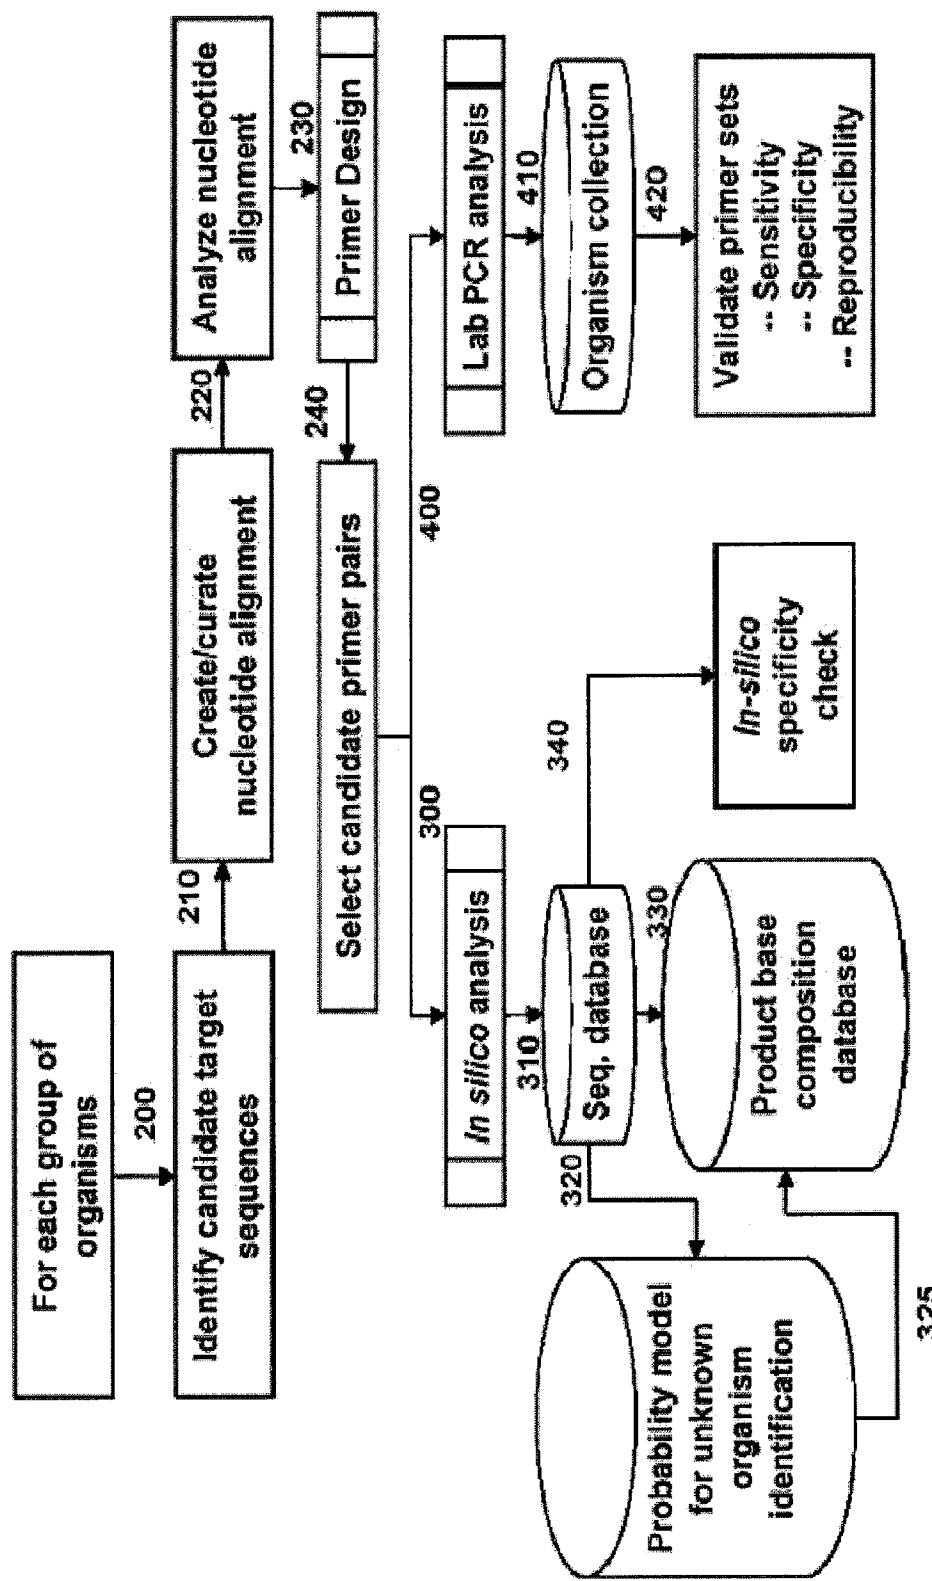 For each group of
organisms
200
Identify candidate target
sequences
210
Create/curate
nucleotide alignment
220
Analyze nucleotide
alignment
230
Primer Design
240
Select candidate primer pairs
300
400
In silico analysis
310
Seq. database
320
330
340
Probability model
for unknown
organism
identification
325
Product base
composition
database
In-silico
specificity
check
Lab PCR analysis
410
Organism collection
420
Validate primer sets
-- Sensitivity
-- Specificity
-- Reproducibility